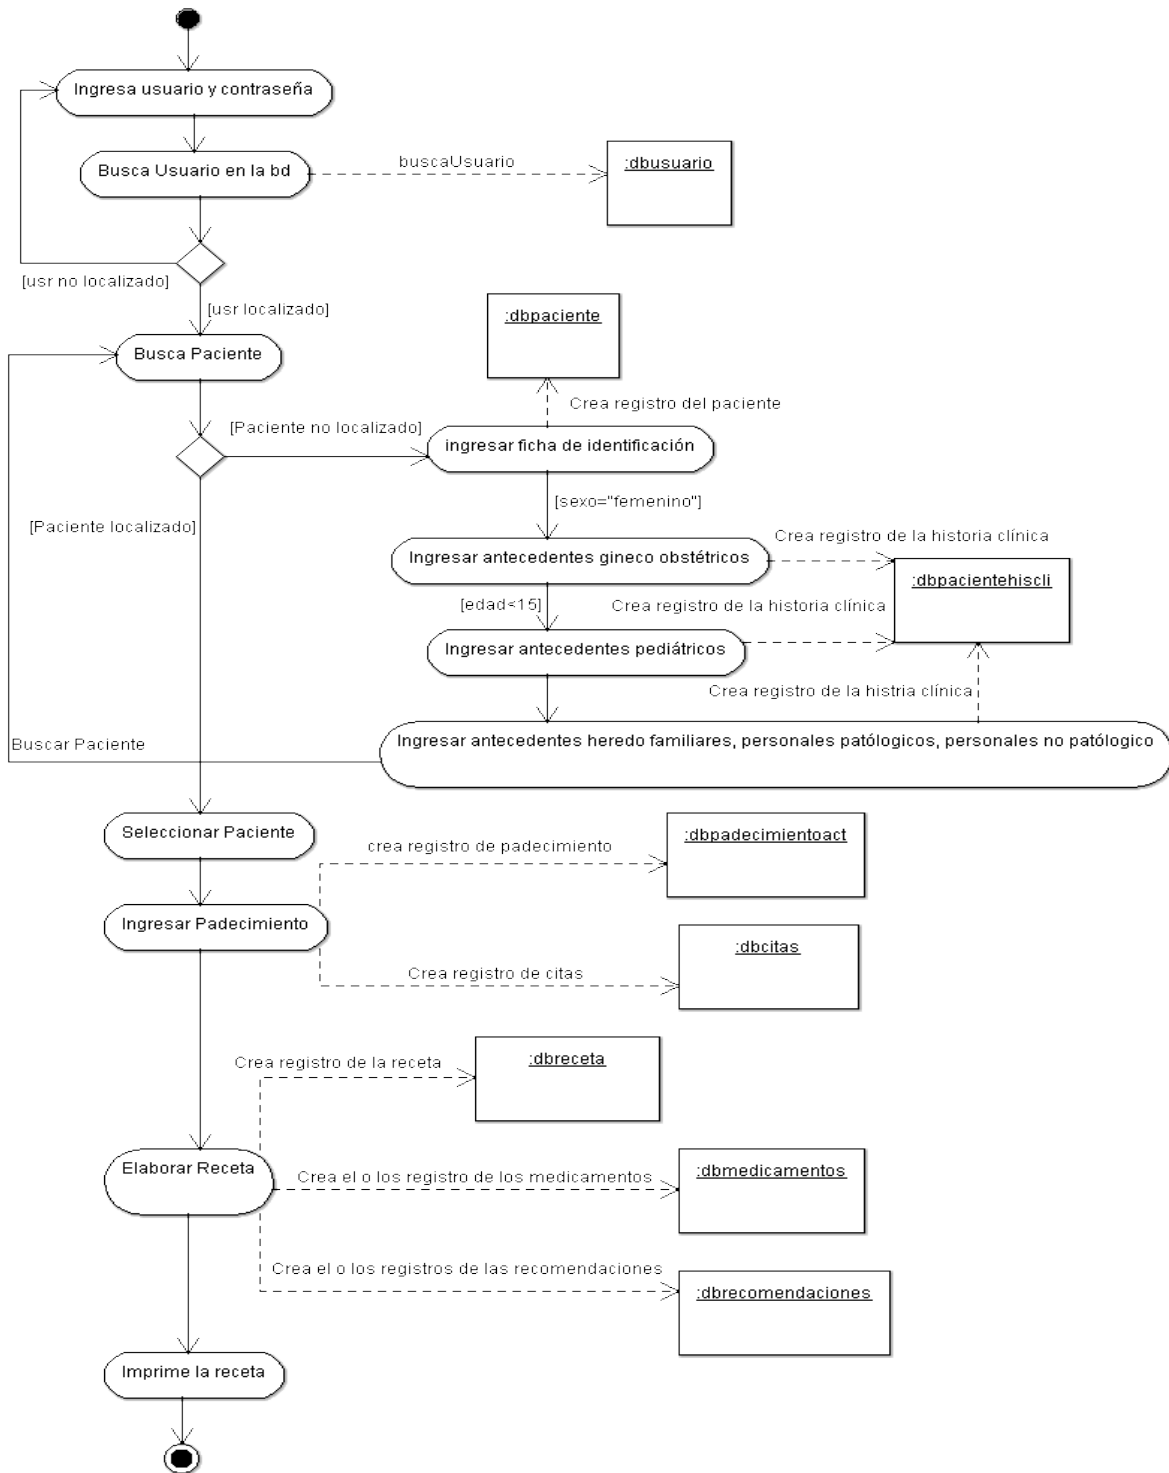 Ingresa usuario y contraseña
Busca Usuario en la bd
buscaUsuario
:dbusuario
[usr no localizado]
[usr localizado]
:dbpaciente
Busca Paciente
Crea registro del paciente
[Paciente no localizado]
ingresar ficha de identificación
[sexo="femenino"]
[Paciente localizado]
Crea registro de la historia clínica
Ingresar antecedentes gineco obstétricos
:dbpacientehiscli
[edad<15]
Crea registro de la historia clínica
Ingresar antecedentes pediátricos
Crea registro de la histria clínica
Buscar Paciente
Ingresar antecedentes heredo familiares, personales patólogicos, personales no patólogico
Seleccionar Paciente
crea registro de padecimiento
:dbpadecimientoact
Ingresar Padecimiento
:dbcitas
Crea registro de citas
Crea registro de la receta
:dbreceta
Elaborar Receta
Crea el o los registro de los medicamentos
:dbmedicamentos
Crea el o los registros de las recomendaciones
:dbrecomendaciones
Imprime la receta